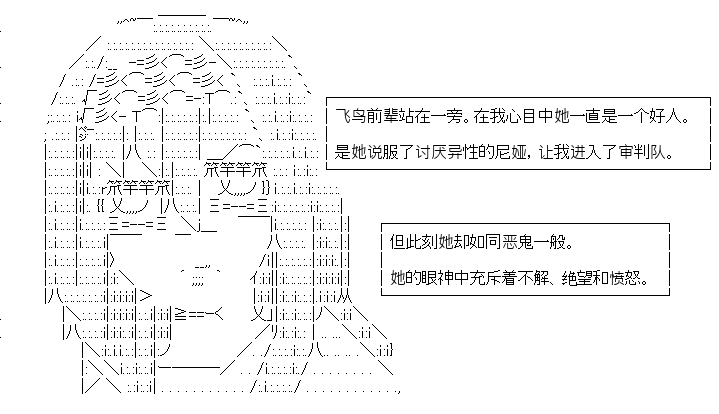 飞鸟前辈站在一旁。在我心目中她一直是一个好人。
是她说服了讨厌异性的尼娅，让我进入了审判队。
但此刻她却如同恶鬼一般。
她的眼神中充斥着不解、绝望和愤怒。